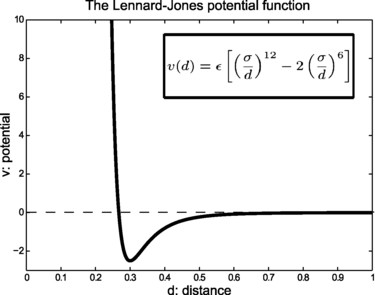 The Lennard-Jones potential function
v(d) = ϵ [ (σ/d)^12 − 2 (σ/d)^6 ]
v: potential
10
8
6
4
2
0
−2
0 0.1 0.2 0.3 0.4 0.5 0.6 0.7 0.8 0.9 1
d: distance